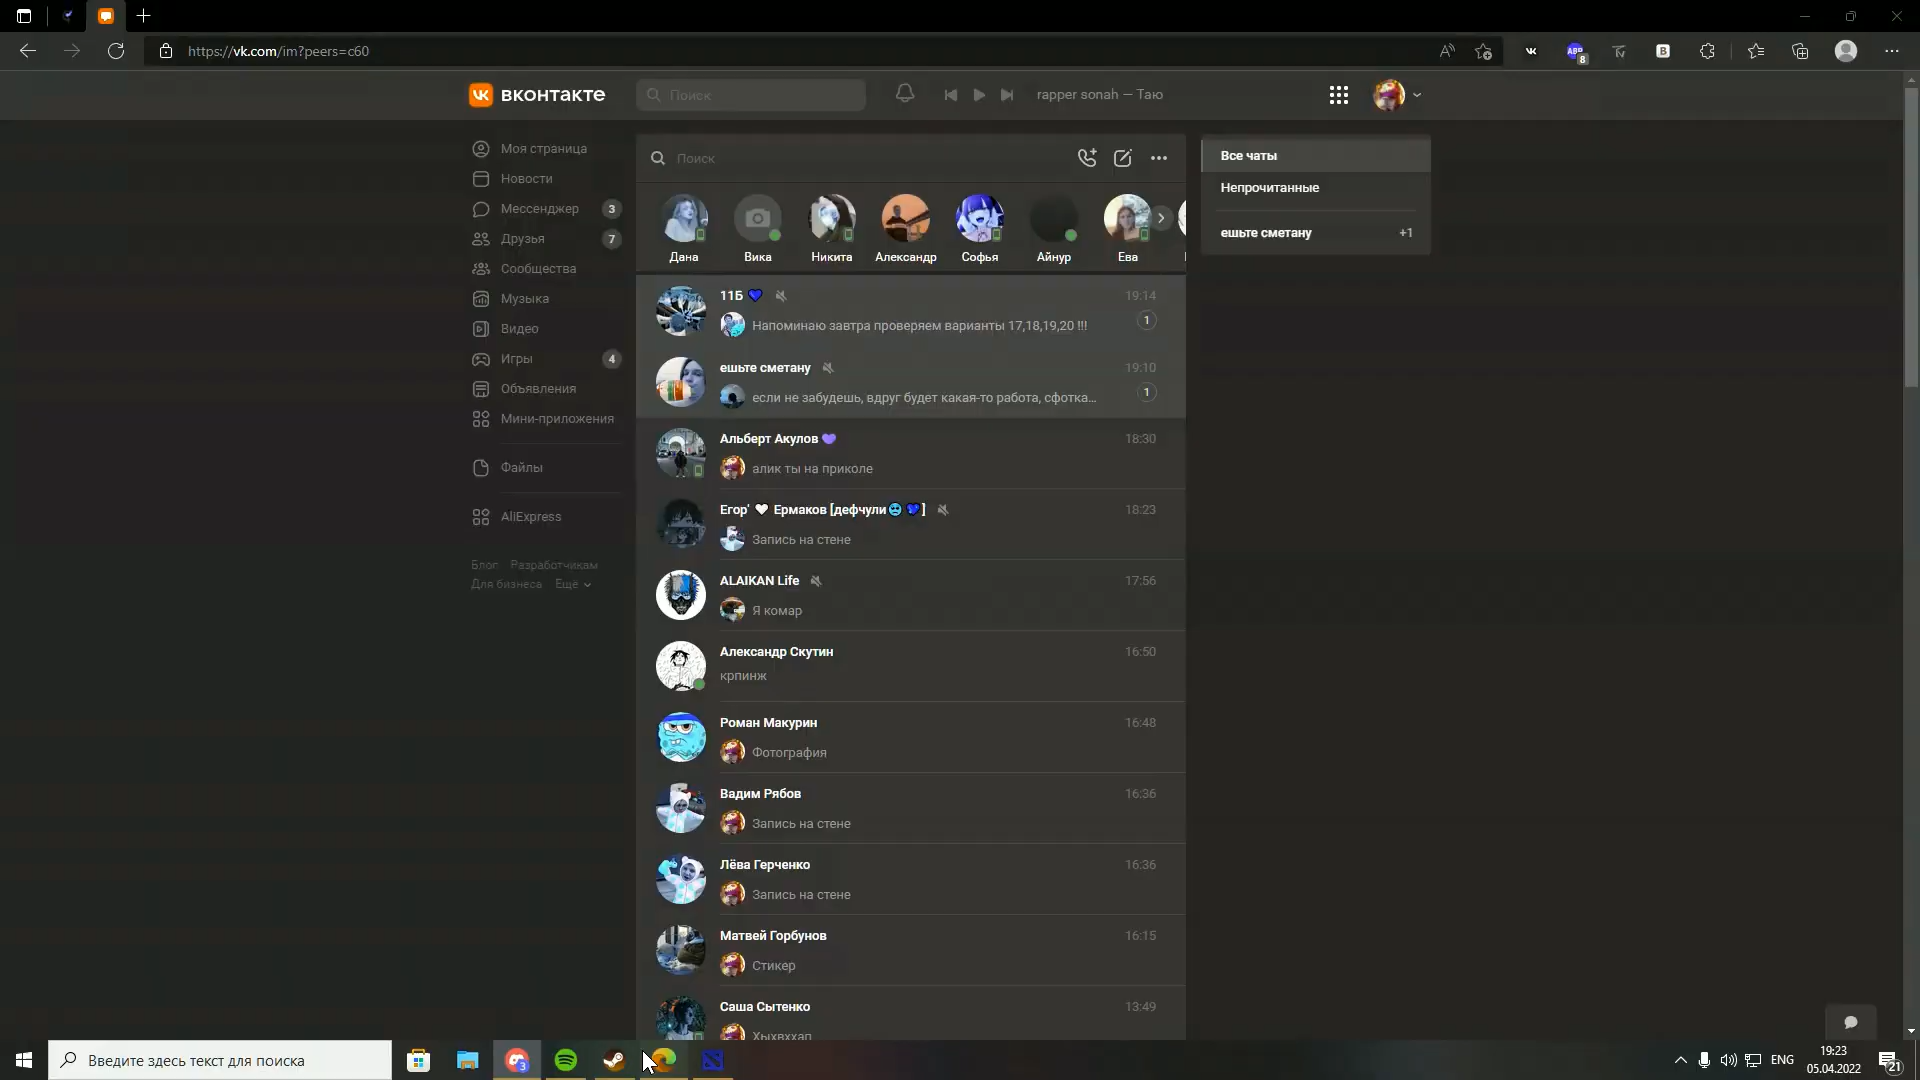 https://vk.com/im?peers=c60
8
вконтакте
Поиск
rapper sonah — Таю
Моя страница
Новости
Мессенджер 3
Друзья 7
Сообщества
Музыка
Видео
Игры 4
Объявления
Мини-приложения
Файлы
AliExpress
Блог Разработчикам
Для бизнеса Ещё
Поиск
Дана Вика Никита Александр Софья Айнур Ева
11Б 💙 19:14
Напоминаю завтра проверяем варианты 17,18,19,20 !!! 1
ешьте сметану 19:10
если не забудешь, вдруг будет какая-то работа, сфотка... 1
Альберт Акулов 💜 18:30
алик ты на приколе
Егор' 🤍 Ермаков [дефчули🥶💙] 18:23
Запись на стене
ALAIKAN Life 17:56
Я комар
Александр Скутин 16:50
крпинж
Роман Макурин 16:48
Фотография
Вадим Рябов 16:36
Запись на стене
Лёва Герченко 16:36
Запись на стене
Матвей Горбунов 16:15
Стикер
Саша Сытенко 13:49
Хыхвххап
Все чаты
Непрочитанные
ешьте сметану +1
Введите здесь текст для поиска
3
ENG
19:23
05.04.2022
21